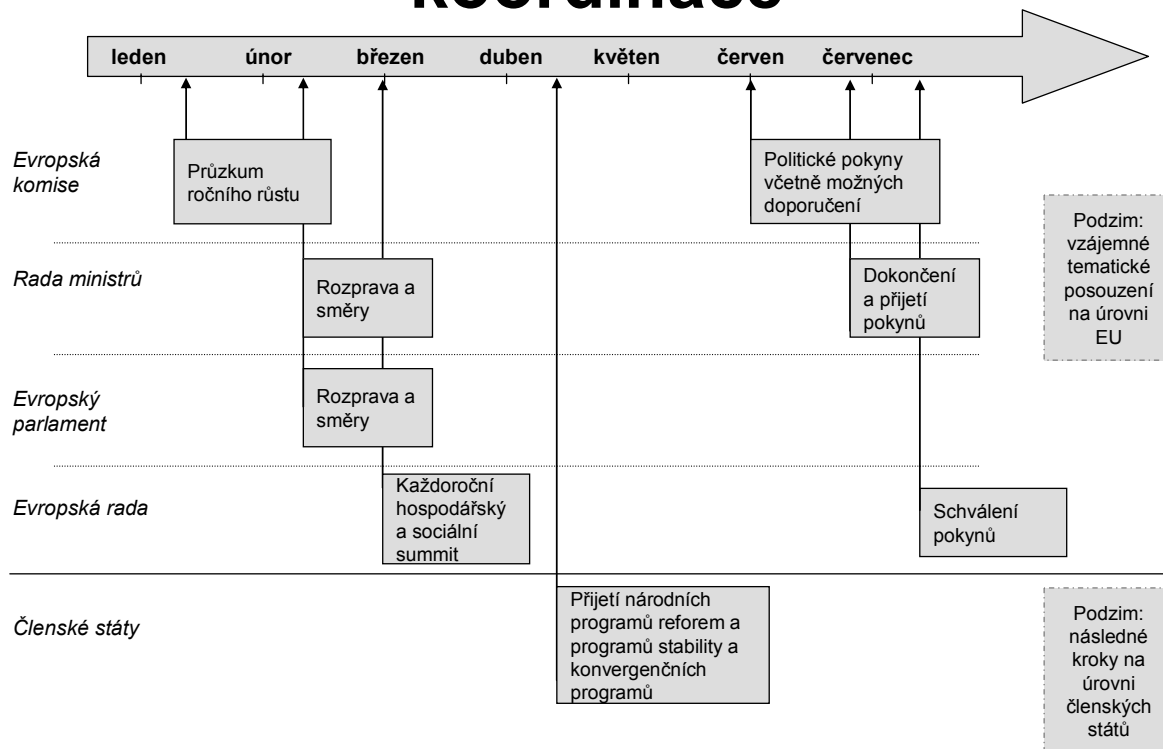 koordinace
leden únor březen duben květen červen červenec
Evropská
komise
Průzkum
ročního růstu
Politické pokyny
včetně možných
doporučení
Podzim:
vzájemné
tematické
posouzení
na úrovni
EU
Rada ministrů
Rozprava a
směry
Dokončení
a přijetí
pokynů
Evropský
parlament
Rozprava a
směry
Evropská rada
Každoroční
hospodářský
a sociální
summit
Schválení
pokynů
Členské státy
Přijetí národních
programů reforem a
programů stability a
konvergenčních
programů
Podzim:
následné
kroky na
úrovni
členských
států